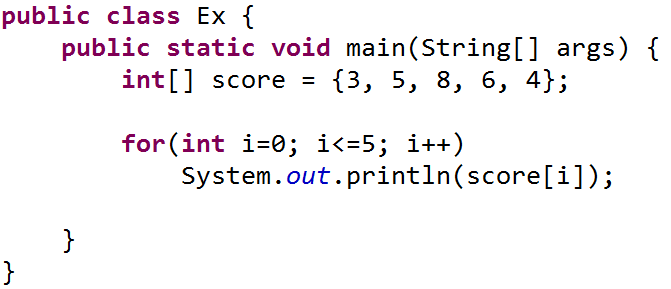 public class Ex {
    public static void main(String[] args) {
        int[] score = {3, 5, 8, 6, 4};

        for(int i=0; i<=5; i++)
            System.out.println(score[i]);

    }
}